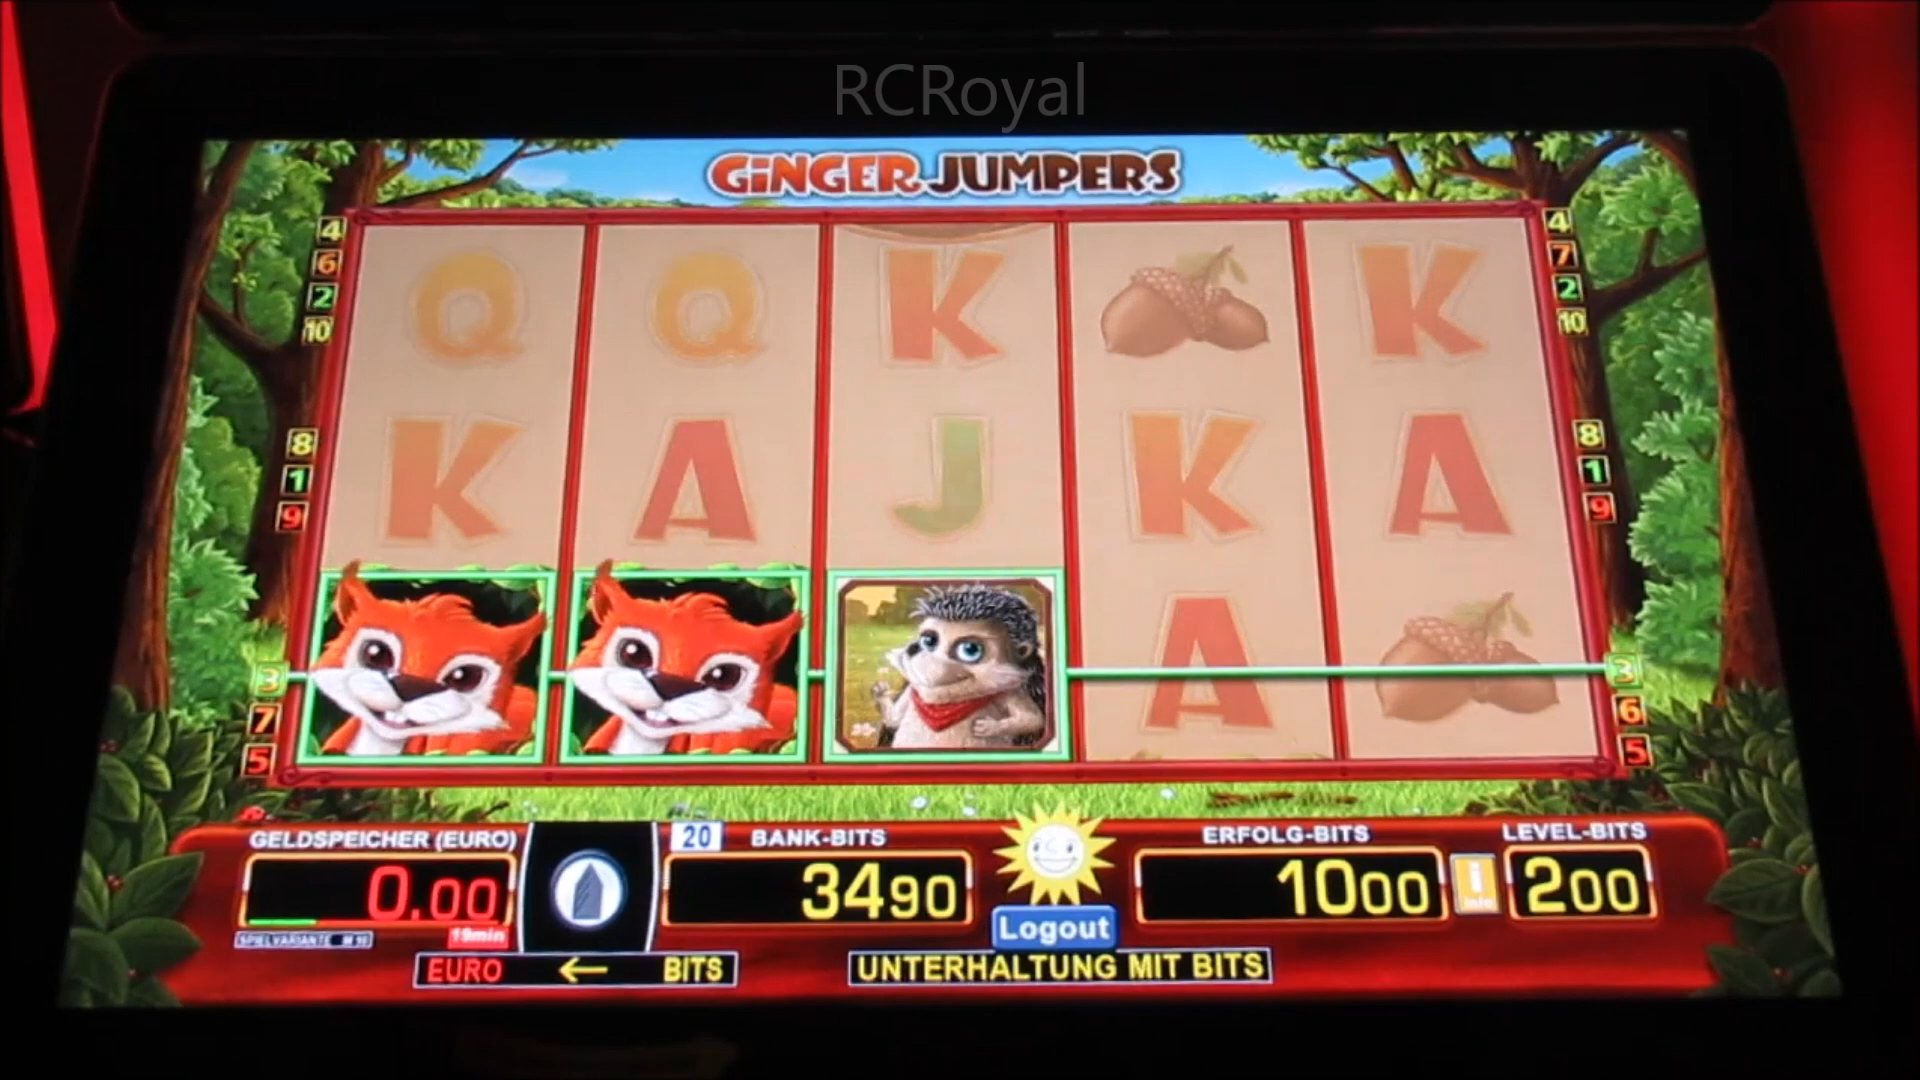 RCRoyal
GINGER JUMPERS
4 Q Q K K 4
6 7
2 2
10 10
8 K A J K A 8
1 1
9 9
3 A 3
7 6
5 5
GELDSPEICHER (EURO) 20 BANK-BITS ERFOLG-BITS LEVEL-BITS
0.00 3490 1000 i 200
info
SPIELVARIANTE M 10 19min Logout
EURO ← BITS UNTERHALTUNG MIT BITS